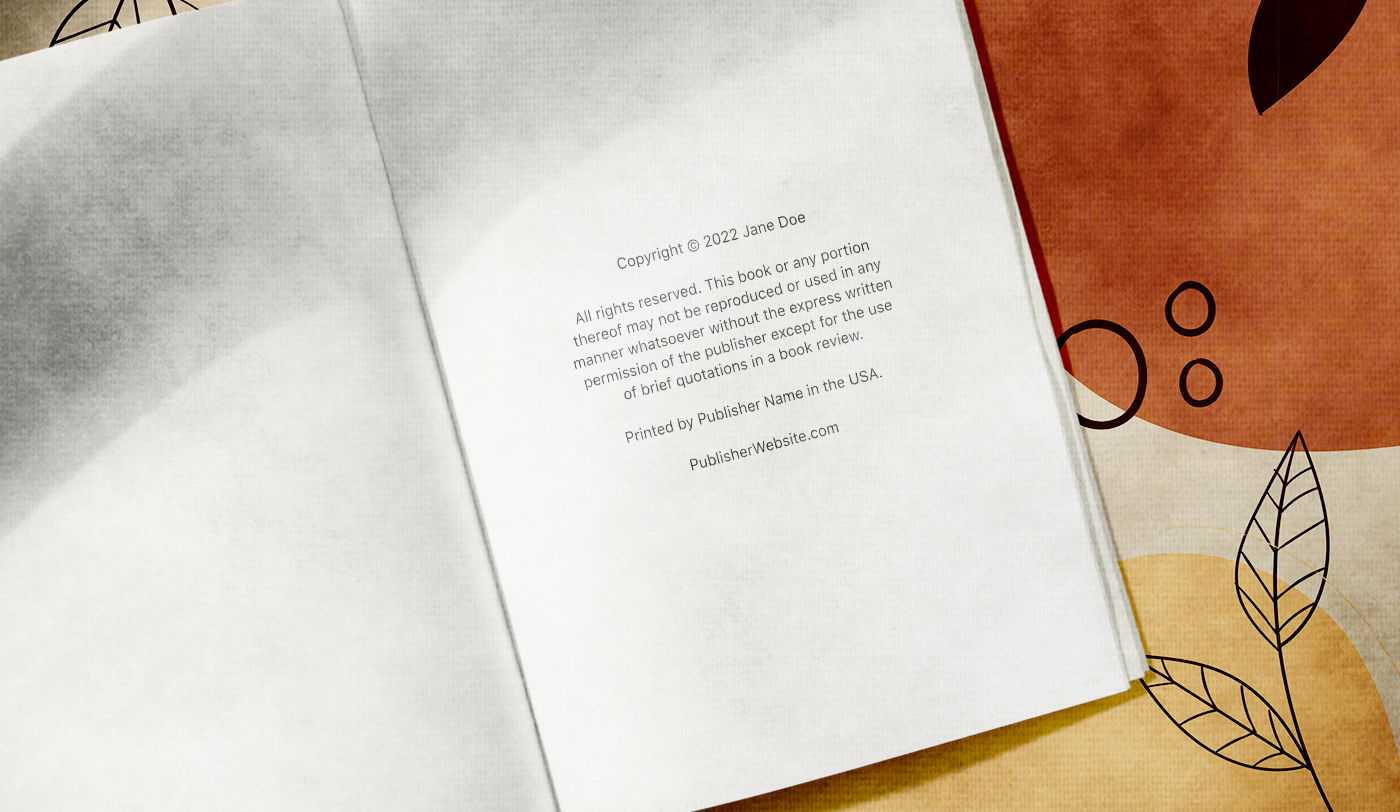 Copyright © 2022 Jane Doe
All rights reserved. This book or any portion
thereof may not be reproduced or used in any
manner whatsoever without the express written
permission of the publisher except for the use
of brief quotations in a book review.
Printed by Publisher Name in the USA.
PublisherWebsite.com